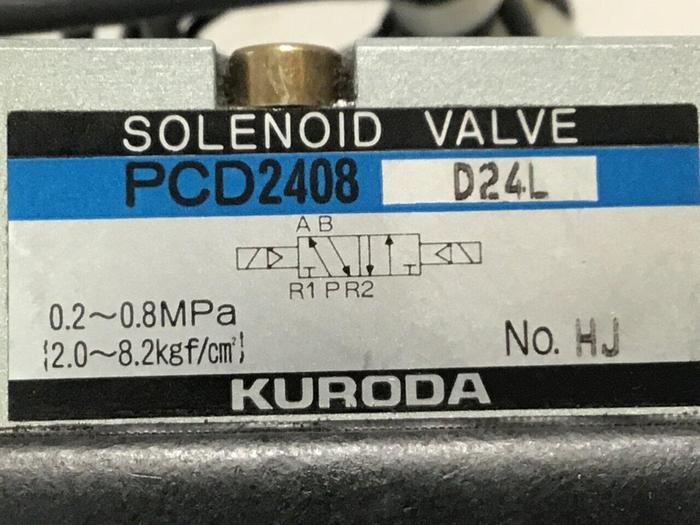 SOLENOID VALVE
PCD2408 D24L
A B
R1 P R2
0.2~0.8MPa
{2.0~8.2kgf/cm²}
No. HJ
KURODA